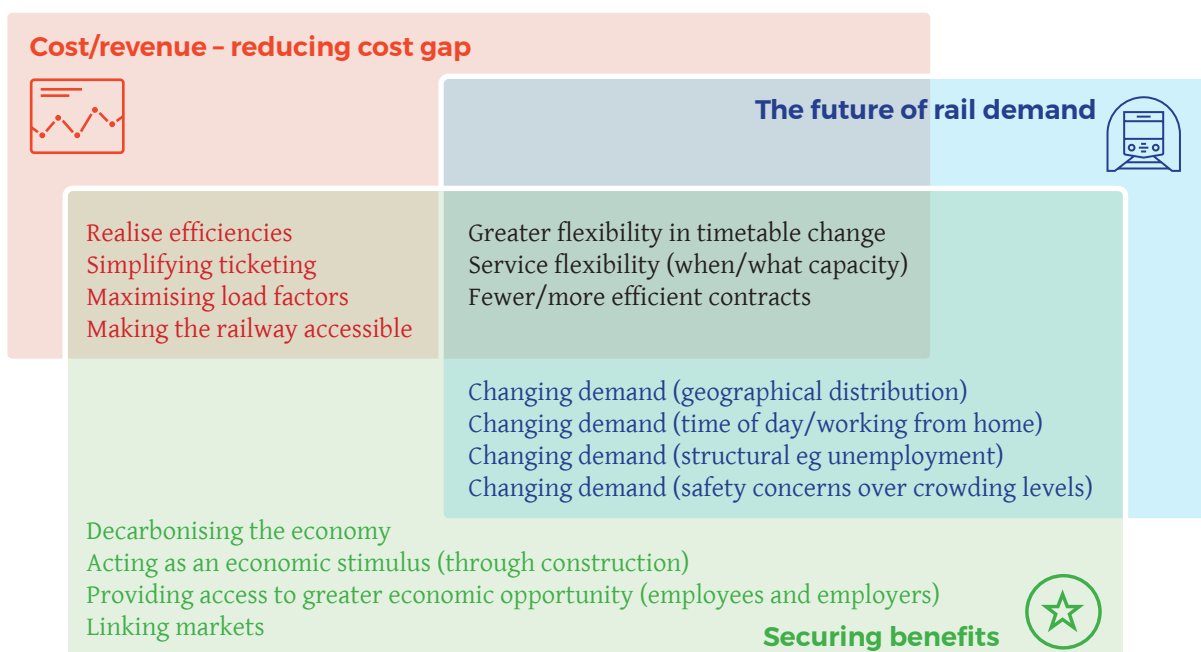 Cost/revenue – reducing cost gap
The future of rail demand
Realise efficiencies
Simplifying ticketing
Maximising load factors
Making the railway accessible
Greater flexibility in timetable change
Service flexibility (when/what capacity)
Fewer/more efficient contracts
Changing demand (geographical distribution)
Changing demand (time of day/working from home)
Changing demand (structural eg unemployment)
Changing demand (safety concerns over crowding levels)
Decarbonising the economy
Acting as an economic stimulus (through construction)
Providing access to greater economic opportunity (employees and employers)
Linking markets
Securing benefits